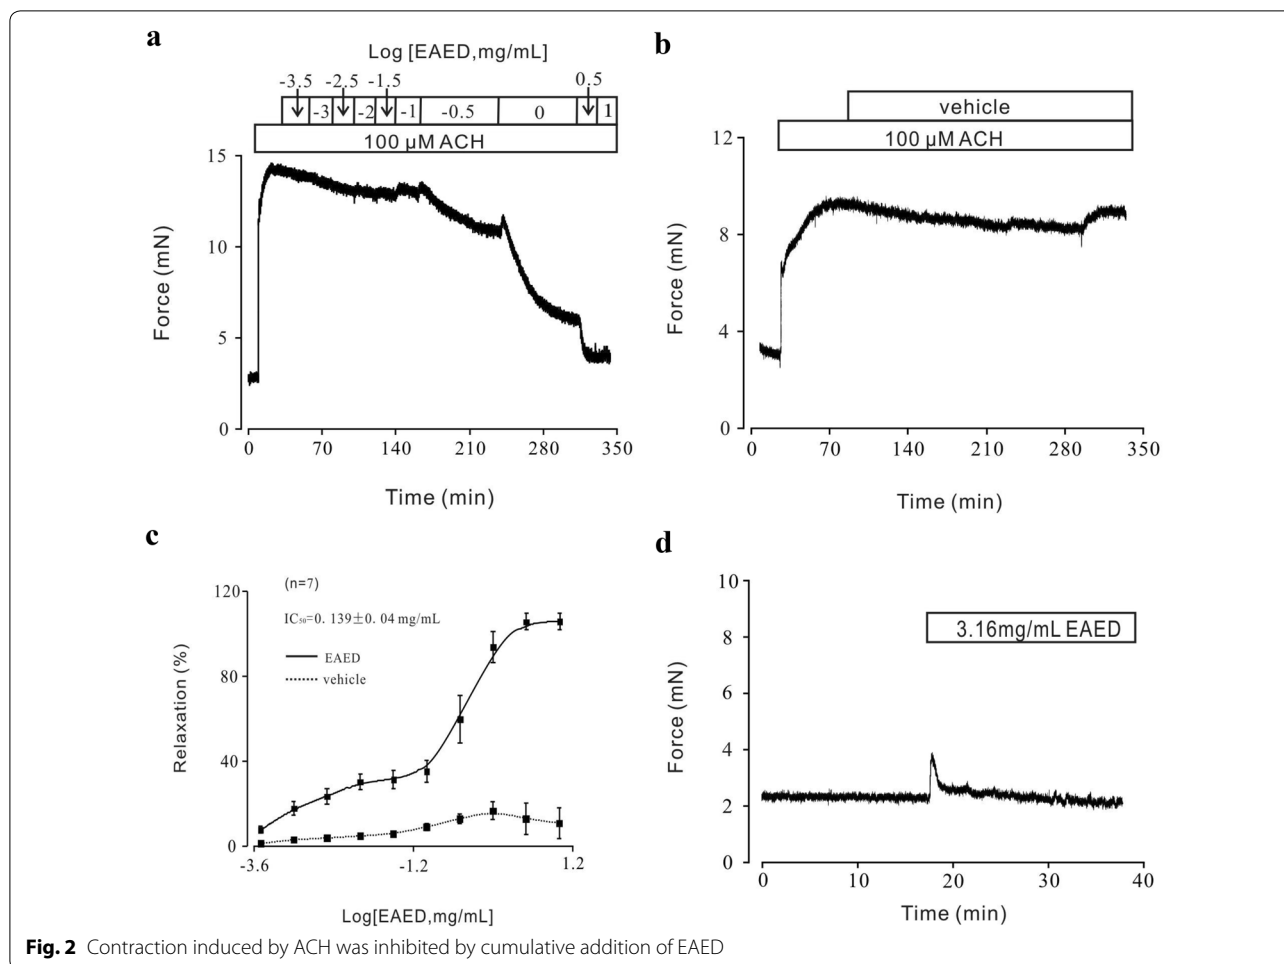 a
Log [EAED,mg/mL]
-3.5 -2.5 -1.5 0.5
-3 -2 -1 -0.5 0 1
100 μM ACH
15
10
5
0
Force (mN)
0 70 140 210 280 350
Time (min)
b
vehicle
100 μM ACH
12
9
8
4
0
Force (mN)
0 70 140 210 280 350
Time (min)
c
(n=7)
IC₅₀=0. 139±0. 04 mg/mL
EAED
vehicle
120
80
40
0
Relaxation (%)
-3.6 -1.2 1.2
Log[EAED,mg/mL]
d
3.16mg/mL EAED
10
8
6
4
2
0
Force (mN)
0 10 20 30 40
Time (min)
Fig. 2 Contraction induced by ACH was inhibited by cumulative addition of EAED